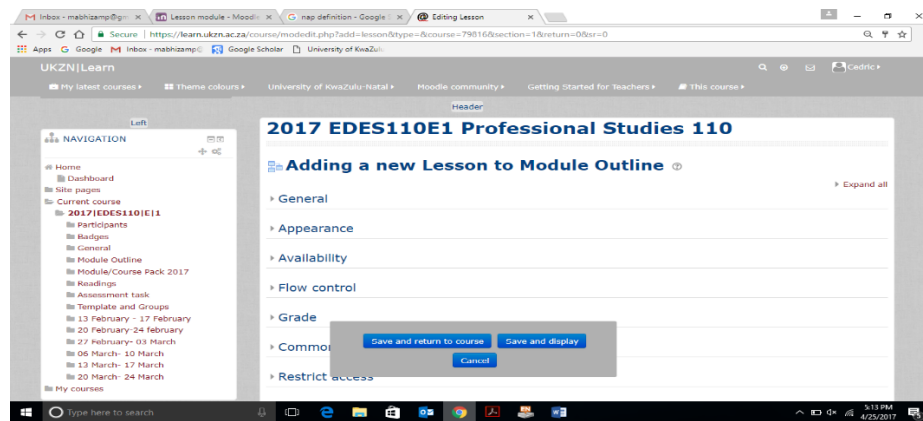 Inbox - mabhizamp@gm
Lesson module - Moodl
nap definition - Google
Editing Lesson
Secure | https://learn.ukzn.ac.za/course/modedit.php?add=lesson&type=&course=79816&section=1&return=0&sr=0
Apps Google Inbox - mabhizamp@ Google Scholar University of KwaZulu
UKZN|Learn
Cedric
My latest courses Theme colours University of KwaZulu-Natal Moodle community Getting Started for Teachers This course
Header
Left
NAVIGATION
Home
Dashboard
Site pages
Current course
2017|EDES110|E|1
Participants
Badges
General
Module Outline
Module/Course Pack 2017
Readings
Assessment task
Template and Groups
13 February - 17 February
20 February-24 february
27 February- 03 March
06 March- 10 March
13 March- 17 March
20 March- 24 March
My courses
2017 EDES110E1 Professional Studies 110
Adding a new Lesson to Module Outline
Expand all
General
Appearance
Availability
Flow control
Grade
Commo
Restrict access
Save and return to course Save and display
Cancel
Type here to search
5:13 PM
4/25/2017